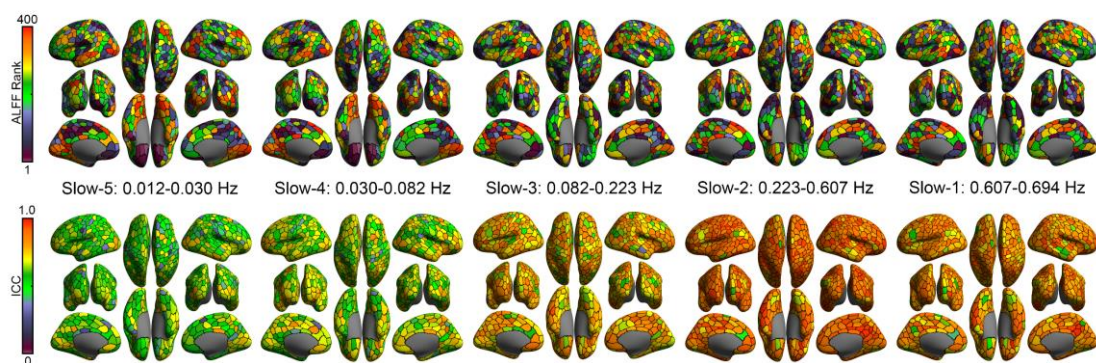 400
ALFF Rank
1
Slow-5: 0.012-0.030 Hz
Slow-4: 0.030-0.082 Hz
Slow-3: 0.082-0.223 Hz
Slow-2: 0.223-0.607 Hz
Slow-1: 0.607-0.694 Hz
1.0
ICC
0